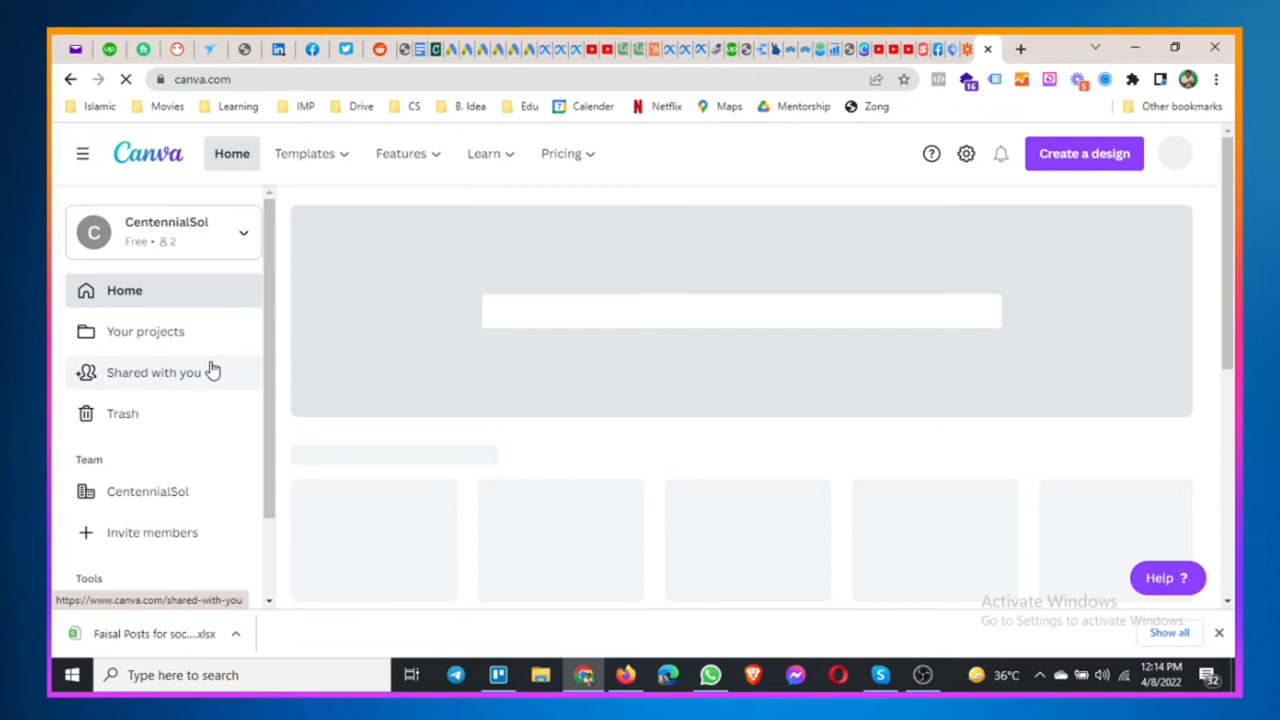 canva.com
Islamic Movies Learning IMP Drive CS B. Idea Edu Calender Netflix Maps Mentorship Zong Other bookmarks
16
Canva Home Templates Features Learn Pricing Create a design
C CentennialSol
Free • 2
Home
Your projects
Shared with you
Trash
Team
CentennialSol
Invite members
Tools
Help ?
https://www.canva.com/shared-with-you
Activate Windows
Go to Settings to activate Windows.
Faisal Posts for soc....xlsx
Show all
Type here to search
36°C
12:14 PM
4/8/2022
32